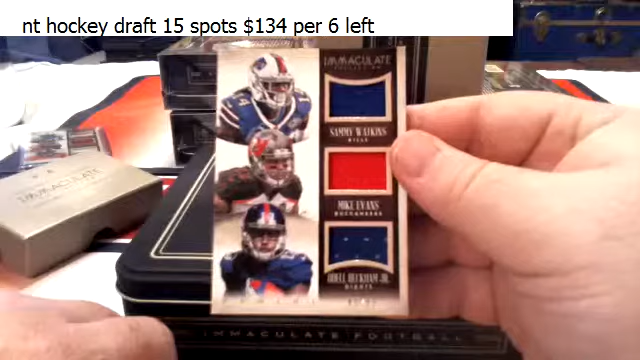 nt hockey draft 15 spots $134 per 6 left
IMMACULATE
SAMMY WATKINS
BILLS
MIKE EVANS
BUCCANEERS
ODELL BECKHAM JR.
GIANTS
IMMACULATE
IMMACULATE FOOTBALL